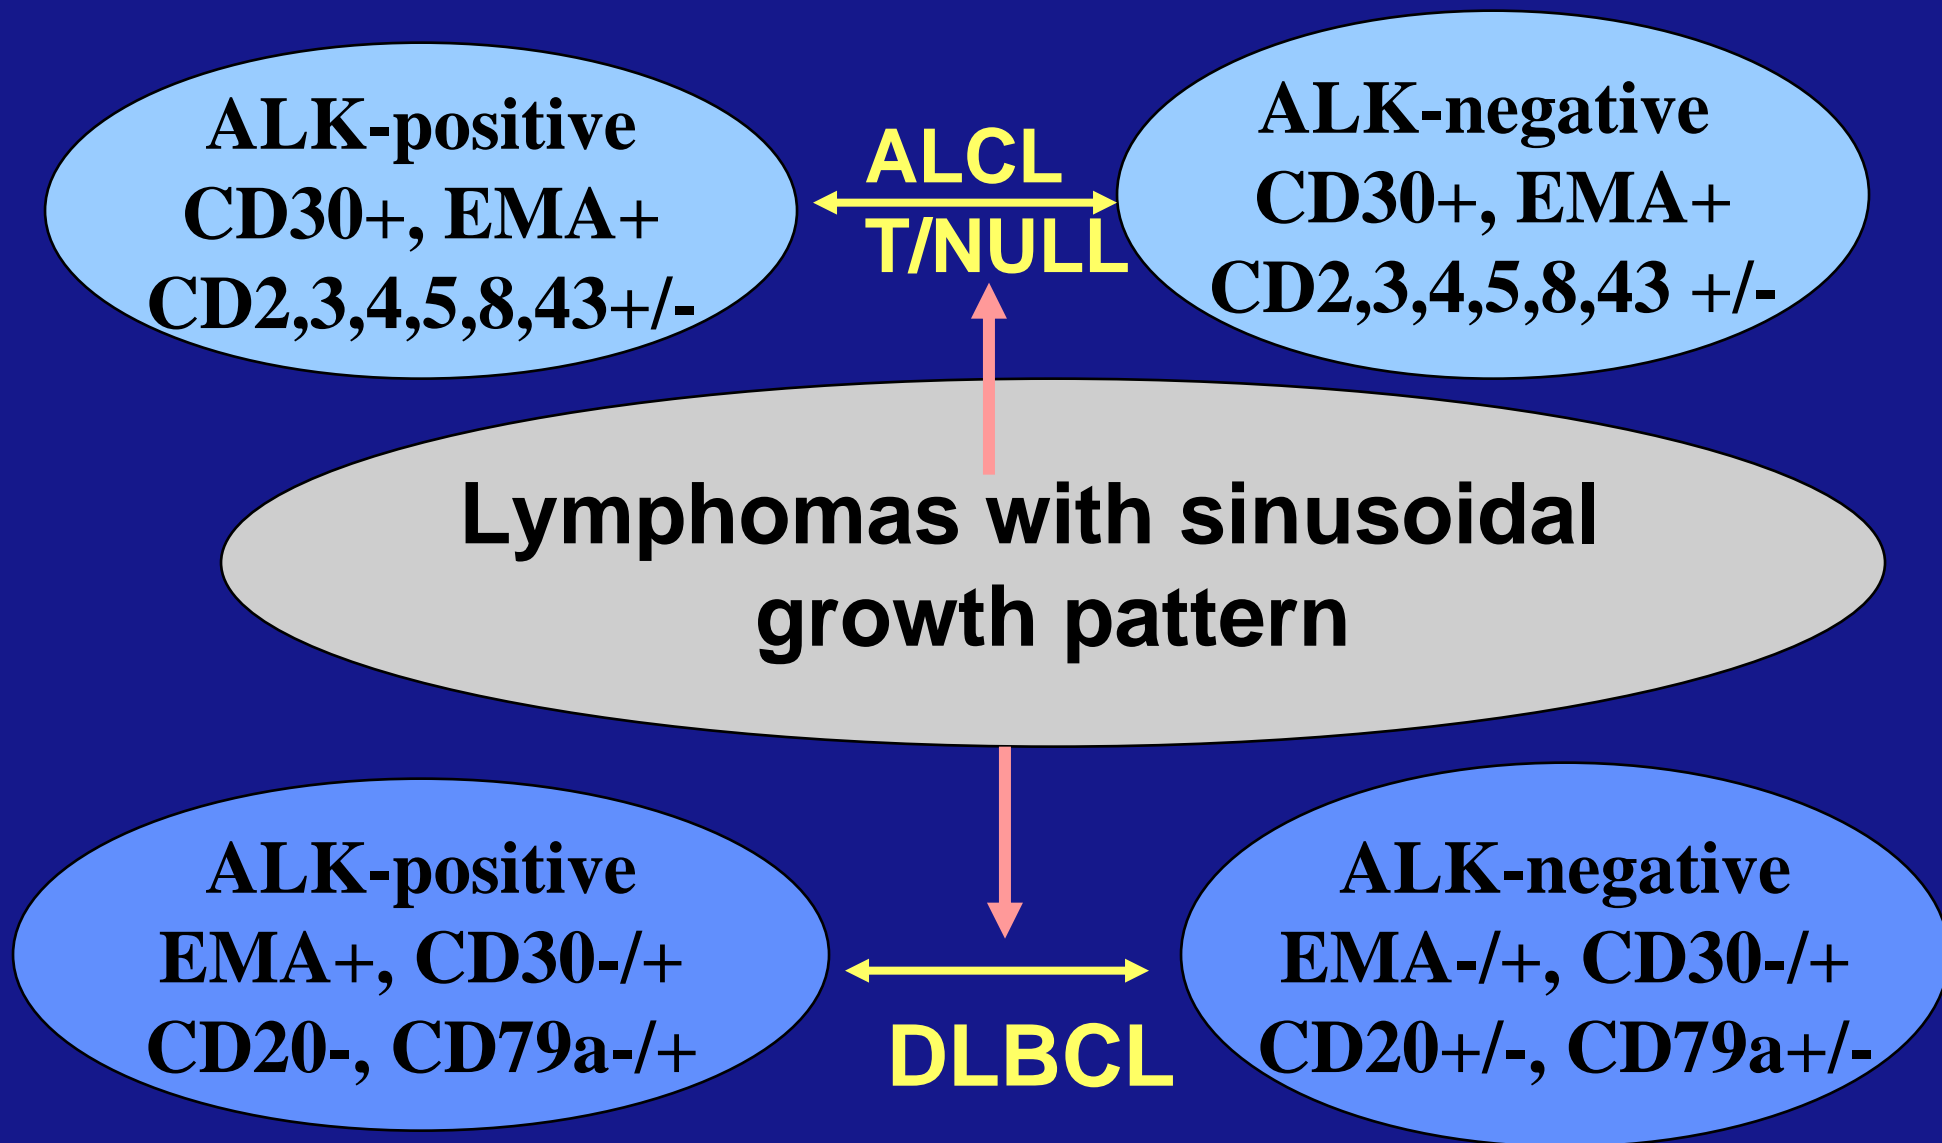 ALK-positive
CD30+, EMA+
CD2,3,4,5,8,43+/-
ALCL
T/NULL
ALK-negative
CD30+, EMA+
CD2,3,4,5,8,43 +/-
Lymphomas with sinusoidal
growth pattern
ALK-positive
EMA+, CD30-/+
CD20-, CD79a-/+
DLBCL
ALK-negative
EMA-/+, CD30-/+
CD20+/-, CD79a+/-